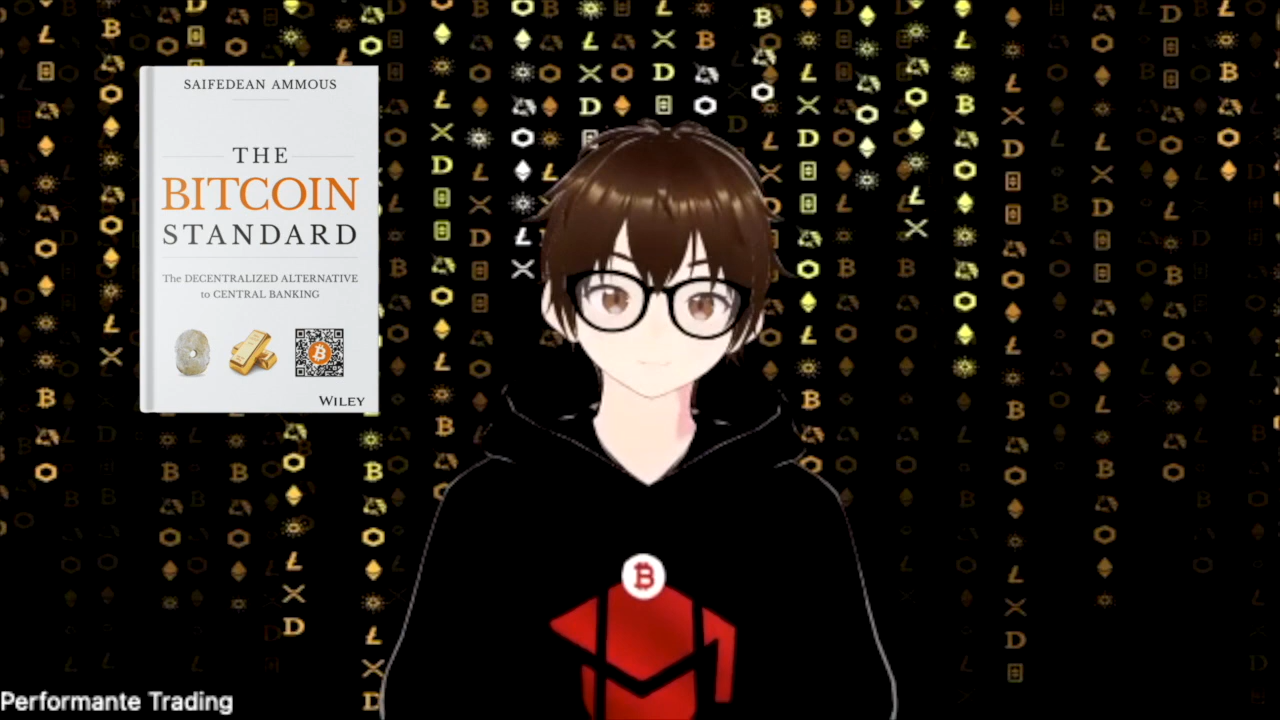 SAIFEDEAN AMMOUS
THE
BITCOIN
STANDARD
The DECENTRALIZED ALTERNATIVE
to CENTRAL BANKING
WILEY
Performante Trading